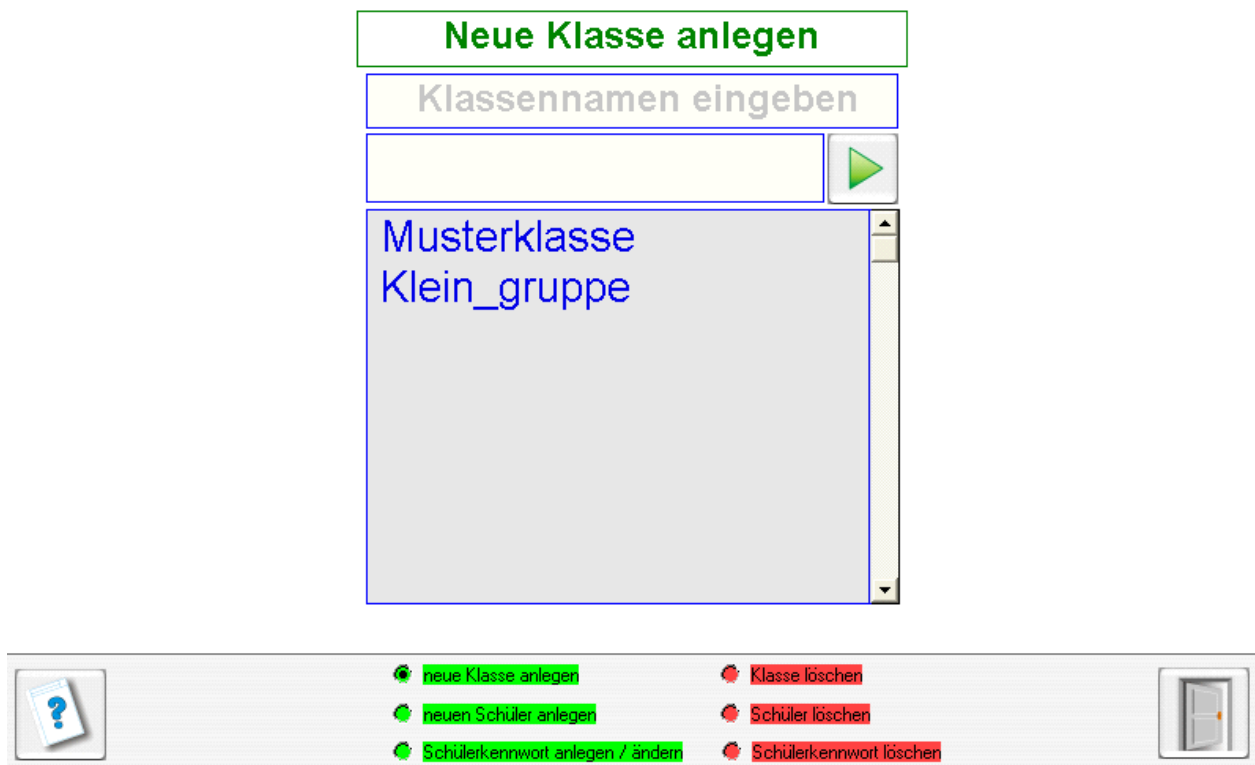 Neue Klasse anlegen
Klassennamen eingeben
Musterklasse
Klein_gruppe
?
neue Klasse anlegen
Klasse löschen
neuen Schüler anlegen
Schüler löschen
Schülerkennwort anlegen / ändern
Schülerkennwort löschen